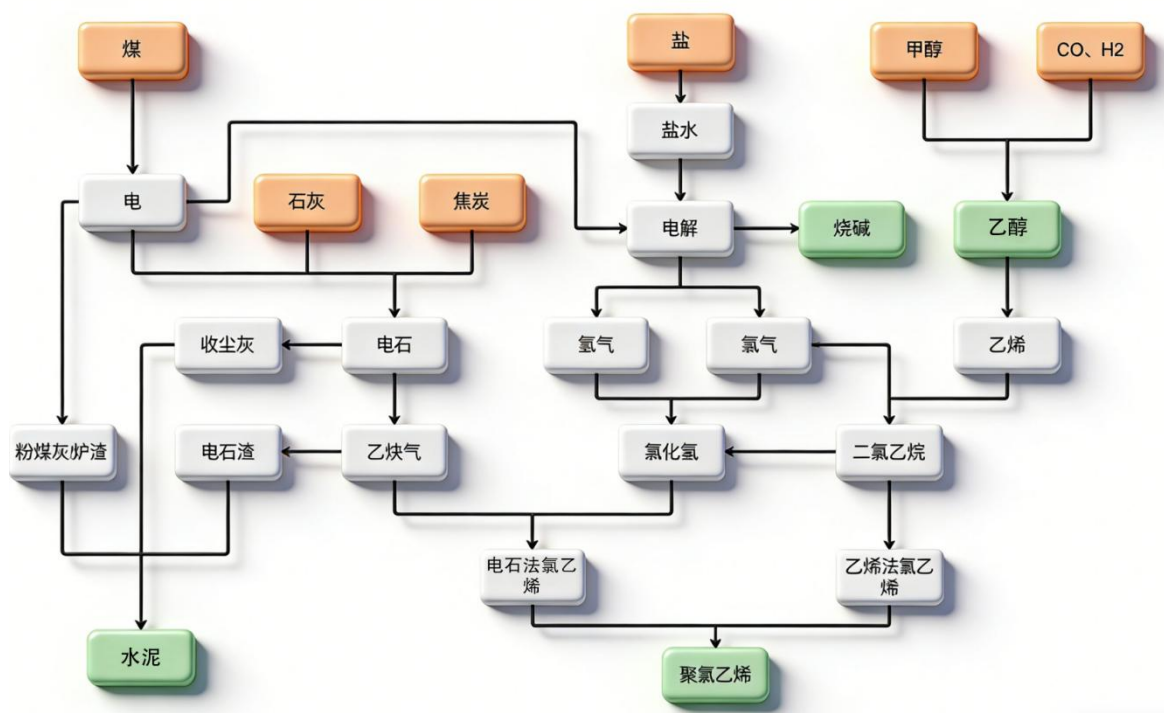 煤
盐
甲醇
CO、H2
盐水
电
石灰
焦炭
电解
烧碱
乙醇
收尘灰
电石
氢气
氯气
乙烯
粉煤灰炉渣
电石渣
乙炔气
氯化氢
二氯乙烷
电石法氯乙
烯
乙烯法氯乙
烯
水泥
聚氯乙烯